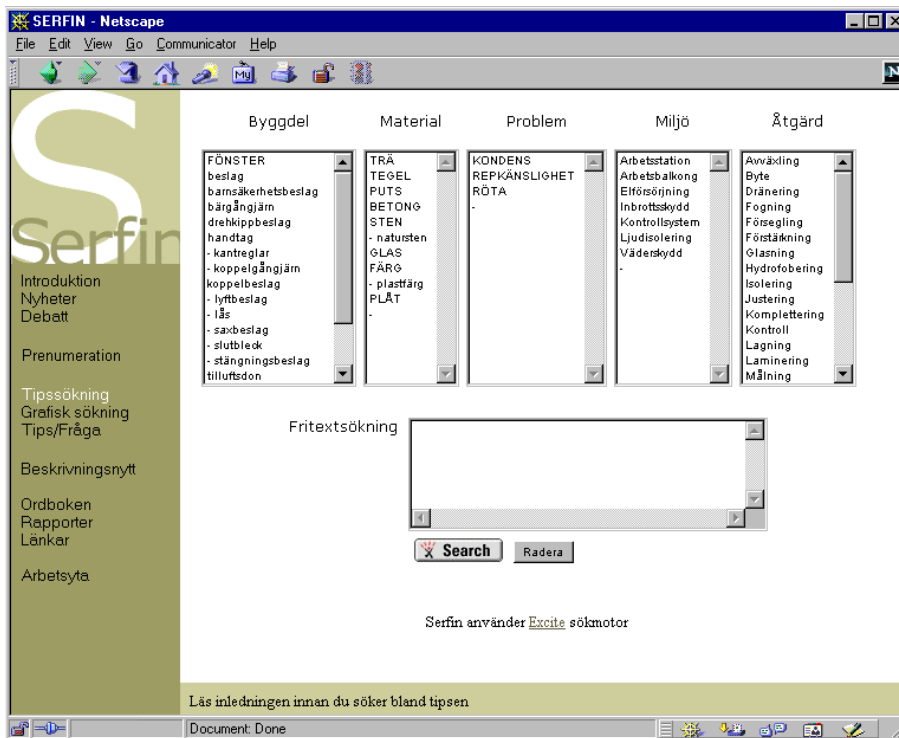 SERFIN - Netscape
File Edit View Go Communicator Help
My
N
S
Serfin
Introduktion
Nyheter
Debatt
Prenumeration
Tipssökning
Grafisk sökning
Tips/Fråga
Beskrivningsnytt
Ordboken
Rapporter
Länkar
Arbetsyta
Byggdel
FÖNSTER
beslag
barnsäkerhetsbeslag
bärgångjärn
drehkippbeslag
handtag
- kantreglar
- koppelgångjärn
koppelbeslag
- lyftbeslag
- lås
- saxbeslag
- slutbleck
- stängningsbeslag
tilluftsdon
Material
TRÄ
TEGEL
PUTS
BETONG
STEN
- natursten
GLAS
FÄRG
- plastfärg
PLÅT
-
Problem
KONDENS
REPKÄNSLIGHET
RÖTA
-
Miljö
Arbetsstation
Arbetsbalkong
Elförsörjning
Inbrottsskydd
Kontrollsystem
Ljudisolering
Väderskydd
-
Åtgärd
Avväxling
Byte
Dränering
Fogning
Försegling
Förstärkning
Glasning
Hydrofobering
Isolering
Justering
Komplettering
Kontroll
Lagning
Laminering
Målning
Fritextsökning
Search Radera
Serfin använder Excite sökmotor
Läs inledningen innan du söker bland tipsen
Document: Done